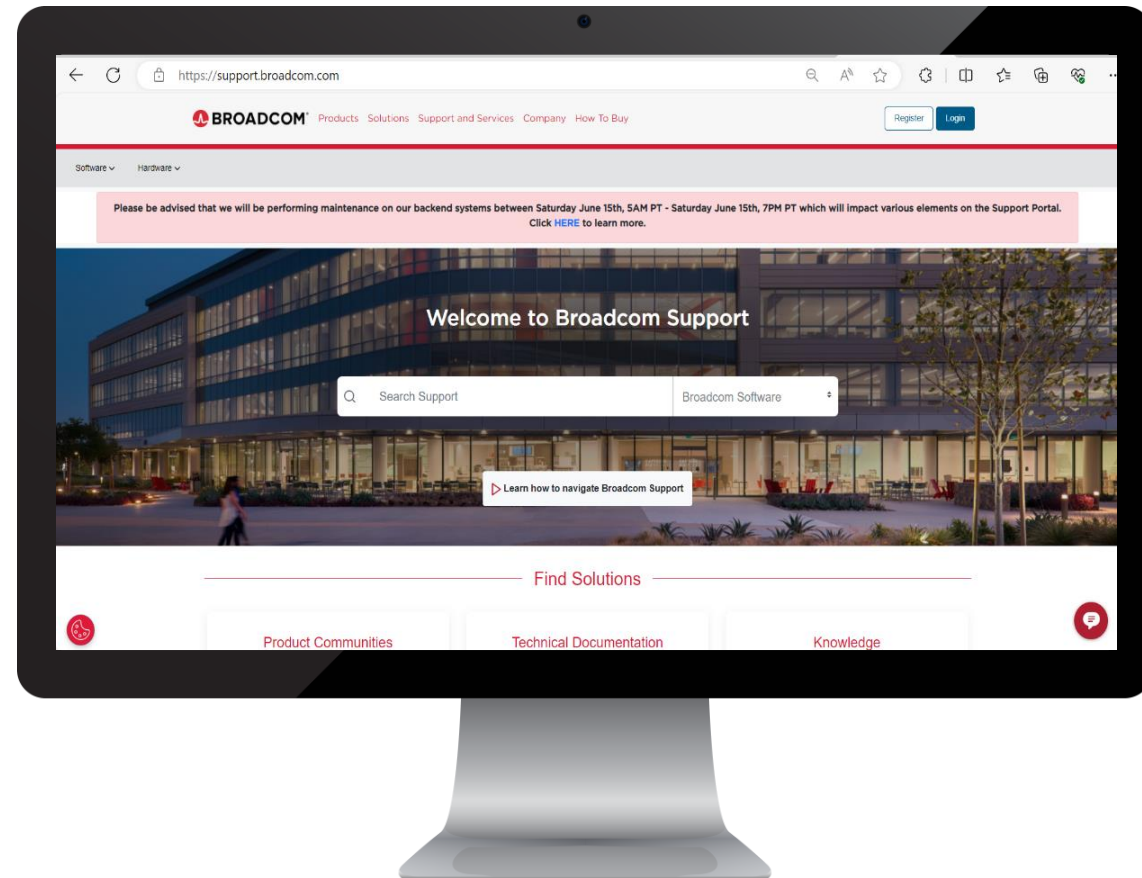 https://support.broadcom.com
BROADCOM® Products Solutions Support and Services Company How To Buy Register Login
Software Hardware
Please be advised that we will be performing maintenance on our backend systems between Saturday June 15th, 5AM PT - Saturday June 15th, 7PM PT which will impact various elements on the Support Portal.
Click HERE to learn more.
Welcome to Broadcom Support
Search Support Broadcom Software
Learn how to navigate Broadcom Support
Find Solutions
Product Communities Technical Documentation Knowledge